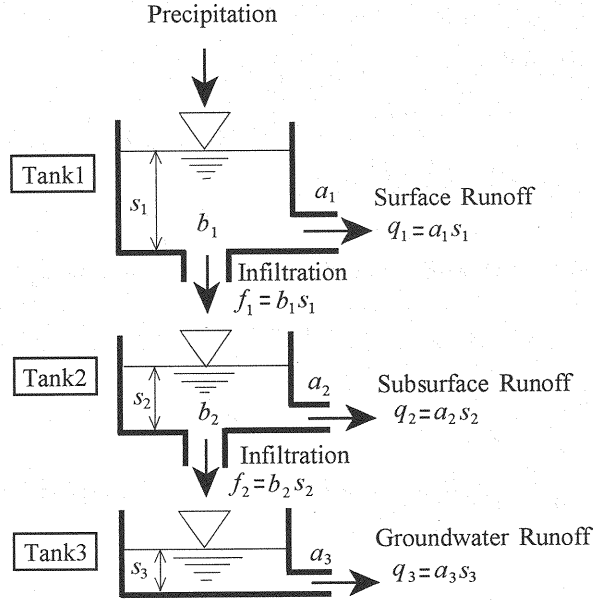 Precipitation
Tank1
s₁
a₁
b₁
Surface Runoff
q₁=a₁s₁
Infiltration
f₁=b₁s₁
Tank2
s₂
a₂
b₂
Subsurface Runoff
q₂=a₂s₂
Infiltration
f₂=b₂s₂
Tank3
s₃
a₃
Groundwater Runoff
q₃=a₃s₃